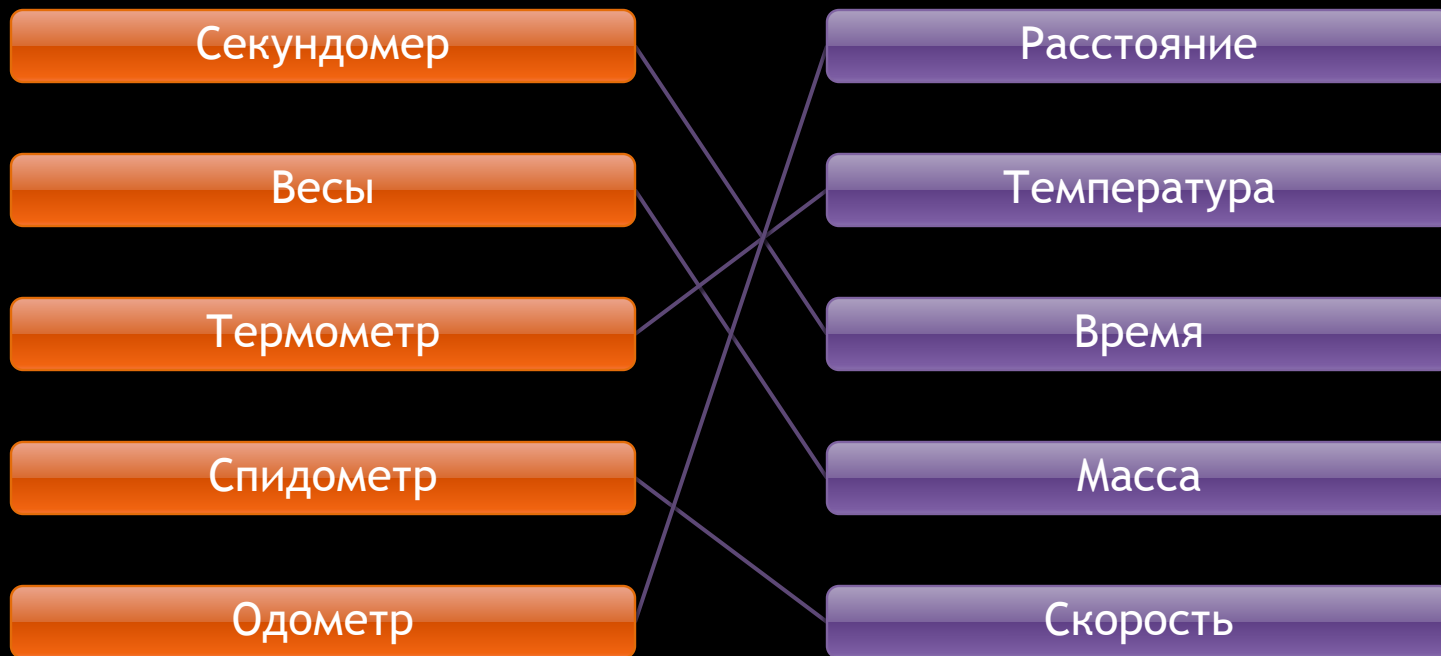 Секундомер
Расстояние
Весы
Температура
Термометр
Время
Спидометр
Масса
Одометр
Скорость